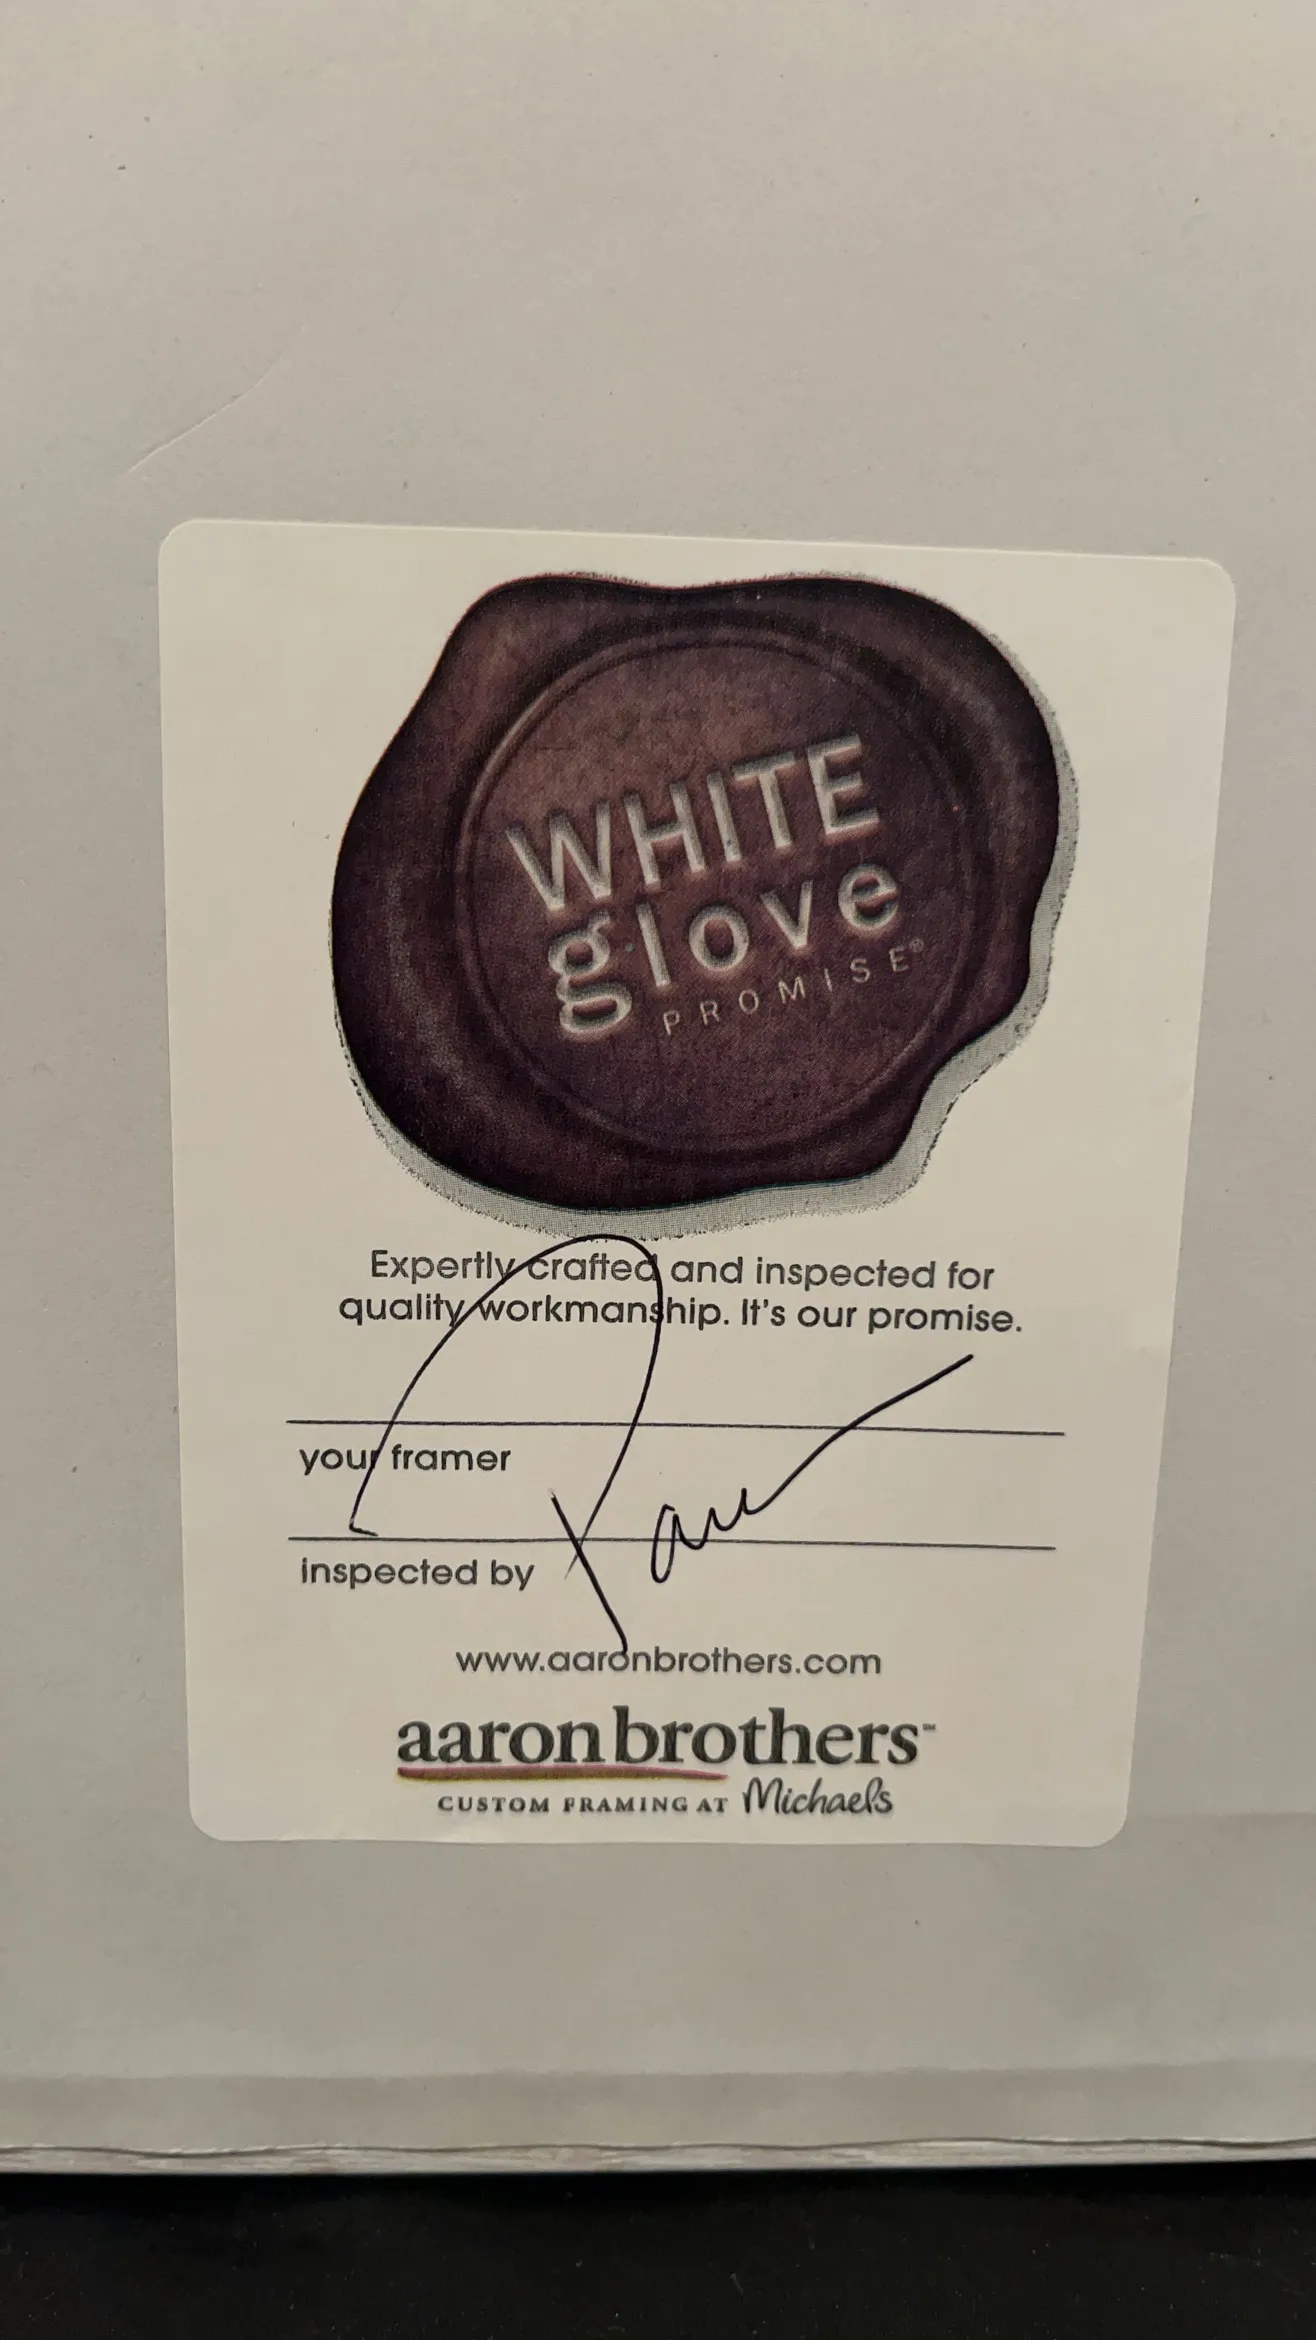 WHITE
glove
PROMISE®
Expertly crafted and inspected for
quality workmanship. It's our promise.
your framer
inspected by
www.aaronbrothers.com
aaronbrothers™
CUSTOM FRAMING AT Michaels